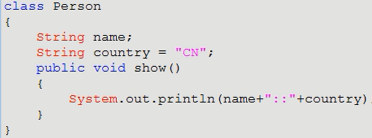 class Person
{
String name;
String country = "CN";
public void show()
{
System.out.println(name+"::"+country)
}
}